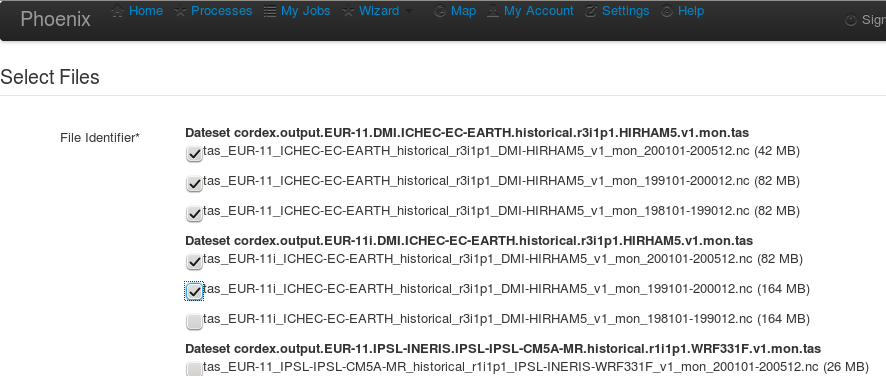 Phoenix Home Processes My Jobs Wizard Map My Account Settings Help Sign
Select Files
File Identifier*
Dateset cordex.output.EUR-11.DMI.ICHEC-EC-EARTH.historical.r3i1p1.HIRHAM5.v1.mon.tas
tas_EUR-11_ICHEC-EC-EARTH_historical_r3i1p1_DMI-HIRHAM5_v1_mon_200101-200512.nc (42 MB)
tas_EUR-11_ICHEC-EC-EARTH_historical_r3i1p1_DMI-HIRHAM5_v1_mon_199101-200012.nc (82 MB)
tas_EUR-11_ICHEC-EC-EARTH_historical_r3i1p1_DMI-HIRHAM5_v1_mon_198101-199012.nc (82 MB)
Dateset cordex.output.EUR-11i.DMI.ICHEC-EC-EARTH.historical.r3i1p1.HIRHAM5.v1.mon.tas
tas_EUR-11i_ICHEC-EC-EARTH_historical_r3i1p1_DMI-HIRHAM5_v1_mon_200101-200512.nc (82 MB)
tas_EUR-11i_ICHEC-EC-EARTH_historical_r3i1p1_DMI-HIRHAM5_v1_mon_199101-200012.nc (164 MB)
tas_EUR-11i_ICHEC-EC-EARTH_historical_r3i1p1_DMI-HIRHAM5_v1_mon_198101-199012.nc (164 MB)
Dateset cordex.output.EUR-11.IPSL-INERIS.IPSL-IPSL-CM5A-MR.historical.r1i1p1.WRF331F.v1.mon.tas
tas_EUR-11_IPSL-IPSL-CM5A-MR_historical_r1i1p1_IPSL-INERIS-WRF331F_v1_mon_200101-200512.nc (26 MB)